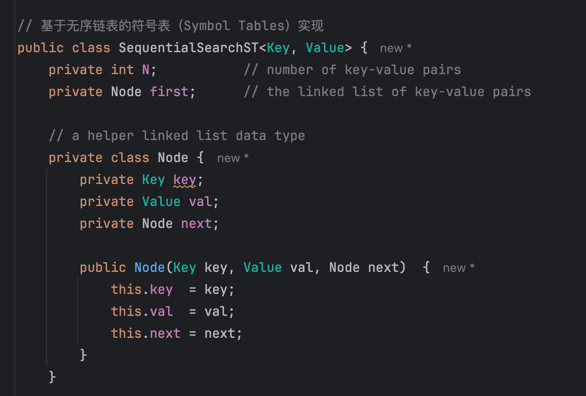 // 基于无序链表的符号表（Symbol Tables）实现
public class SequentialSearchST<Key, Value> {  new *
    private int N;           // number of key-value pairs
    private Node first;      // the linked list of key-value pairs

    // a helper linked list data type
    private class Node {  new *
        private Key key;
        private Value val;
        private Node next;

        public Node(Key key, Value val, Node next)  {  new *
            this.key  = key;
            this.val  = val;
            this.next = next;
        }
    }